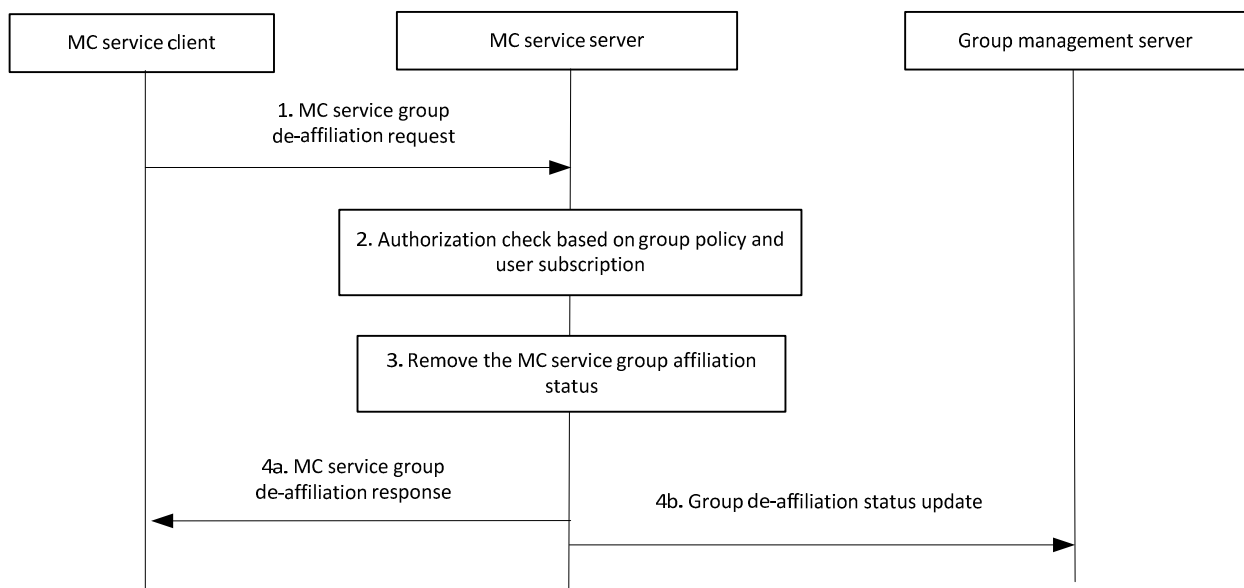 MC service client
MC service server
Group management server
1. MC service group
de-affiliation request
2. Authorization check based on group policy and
user subscription
3. Remove the MC service group affiliation
status
4a. MC service group
de-affiliation response
4b. Group de-affiliation status update